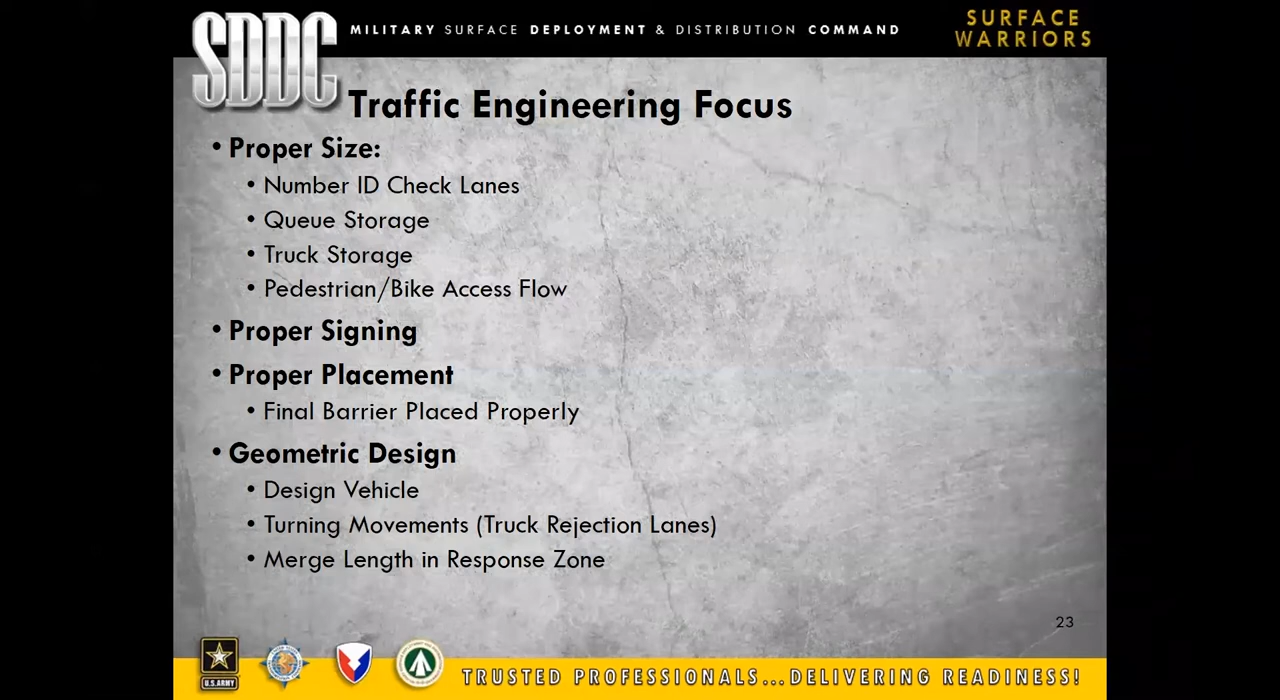 SDDC
MILITARY SURFACE DEPLOYMENT & DISTRIBUTION COMMAND
SURFACE
WARRIORS
Traffic Engineering Focus
• Proper Size:
• Number ID Check Lanes
• Queue Storage
• Truck Storage
• Pedestrian/Bike Access Flow
• Proper Signing
• Proper Placement
• Final Barrier Placed Properly
• Geometric Design
• Design Vehicle
• Turning Movements (Truck Rejection Lanes)
• Merge Length in Response Zone
23
U.S.ARMY
TRUSTED PROFESSIONALS...DELIVERING READINESS!